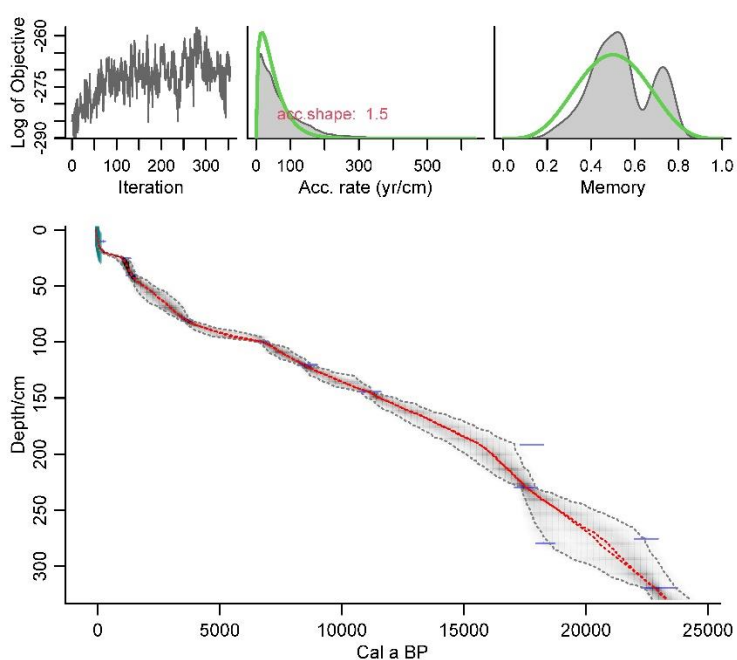 Log of Objective
-260
-275
-290
0 100 200 300
Iteration
acc.shape: 1.5
0 100 300 500
Acc. rate (yr/cm)
0.0 0.2 0.4 0.6 0.8 1.0
Memory
Depth/cm
0
50
100
150
200
250
300
0 5000 10000 15000 20000 25000
Cal a BP